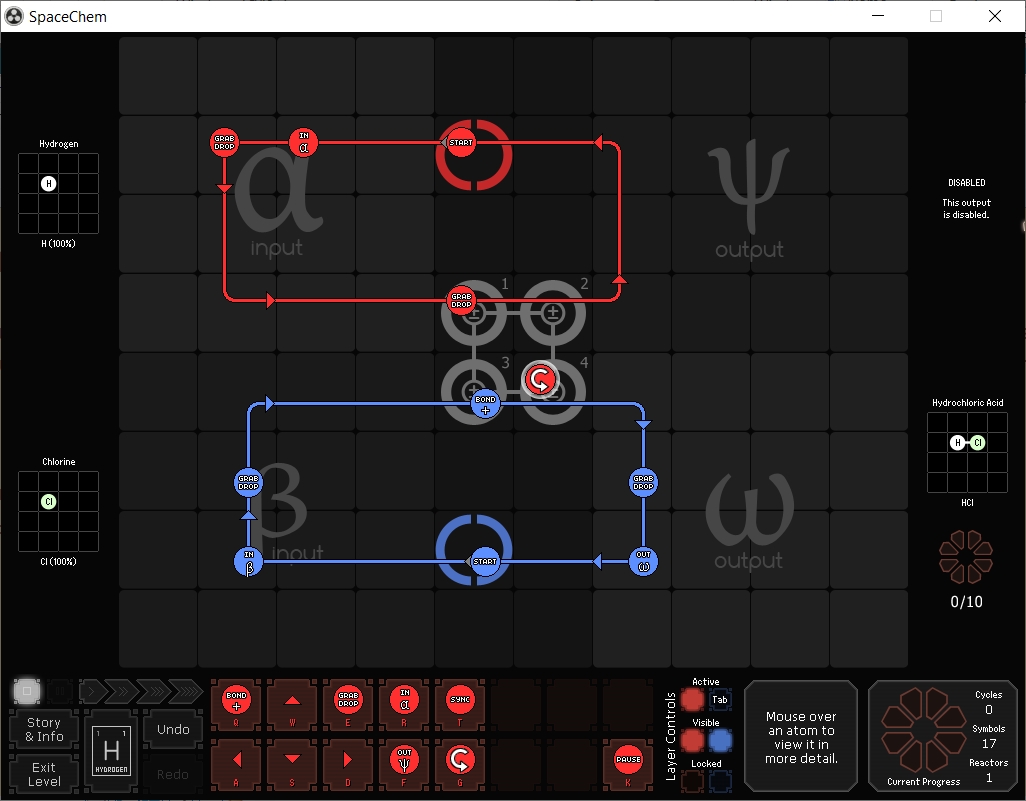 SpaceChem
Hydrogen
H
H (100%)
Chlorine
Cl
Cl (100%)
GRAB
DROP
IN
α
START
α
input
ψ
output
1
2
GRAB
DROP
±
±
3
4
BOND
+
GRAB
DROP
GRAB
DROP
β
input
IN
β
START
OUT
ω
ω
output
DISABLED
This output
is disabled.
Hydrochloric Acid
H Cl
HCl
0/10
Story
& Info
Exit
Level
1 1
H
HYDROGEN
Undo
Redo
BOND
+
Q
W
GRAB
DROP
E
IN
α
R
SYNC
T
A
S
D
OUT
ψ
F
G
PAUSE
K
Layer Controls
Active
Tab
Visible
Locked
Mouse over
an atom to
view it in
more detail.
Cycles
0
Symbols
17
Reactors
1
Current Progress